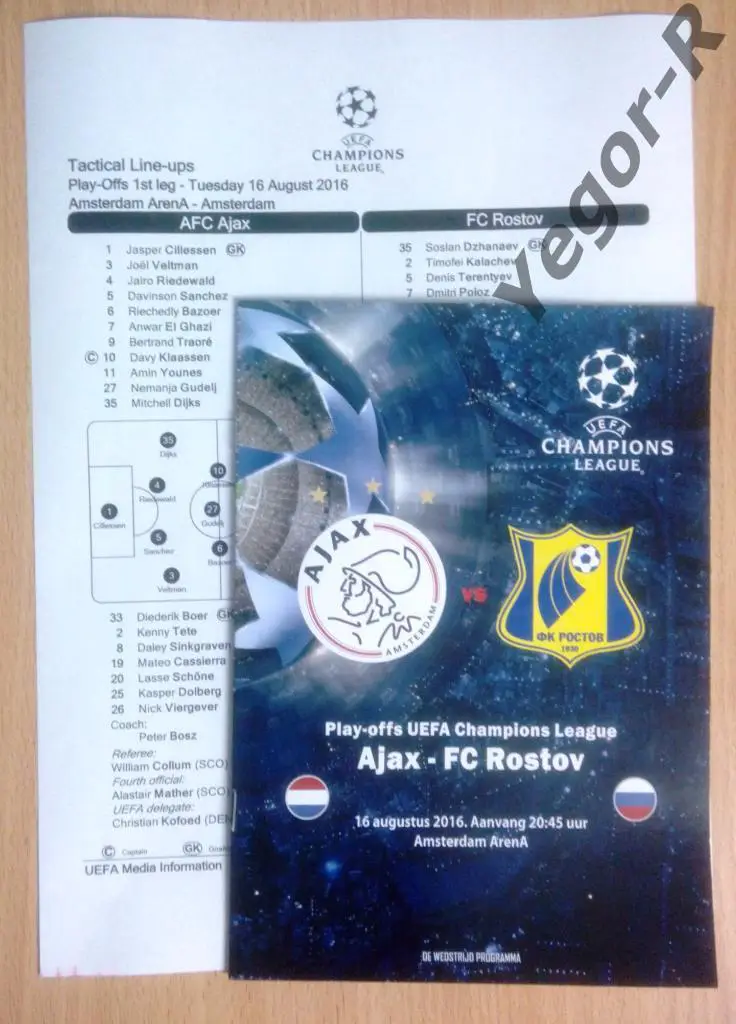 Yegor-R
UEFA
CHAMPIONS
LEAGUE
Tactical Line-ups
Play-Offs 1st leg - Tuesday 16 August 2016
Amsterdam ArenA - Amsterdam
AFC Ajax
1 Jasper Cillessen GK
3 Joël Veltman
4 Jairo Riedewald
5 Davinson Sanchez
6 Riechedly Bazoer
7 Anwar El Ghazi
9 Bertrand Traoré
C 10 Davy Klaassen
11 Amin Younes
27 Nemanja Gudelj
35 Mitchell Dijks
FC Rostov
35 Soslan Dzhanaev GK
2 Timofei Kalachev
5 Denis Terentyev
7 Dmitri Poloz
35
Dijks
10
4
Riedewald
1
Cillessen
27
Gudelj
5
Sanchez
6
3
Veltman
33 Diederik Boer GK
2 Kenny Tete
8 Daley Sinkgraven
19 Mateo Cassierra
20 Lasse Schöne
25 Kasper Dolberg
26 Nick Viergever
Coach:
Peter Bosz
Referee:
William Collum (SCO)
Fourth official:
Alastair Mather (SCO)
UEFA delegate:
Christian Kofoed (DEN
C Captain GK
UEFA Media Information
UEFA
CHAMPIONS
LEAGUE
AJAX
AMSTERDAM
vs
ФК РОСТОВ
1930
Play-offs UEFA Champions League
Ajax - FC Rostov
16 augustus 2016. Aanvang 20:45 uur
Amsterdam ArenA
DE WEDSTRIJD PROGRAMMA